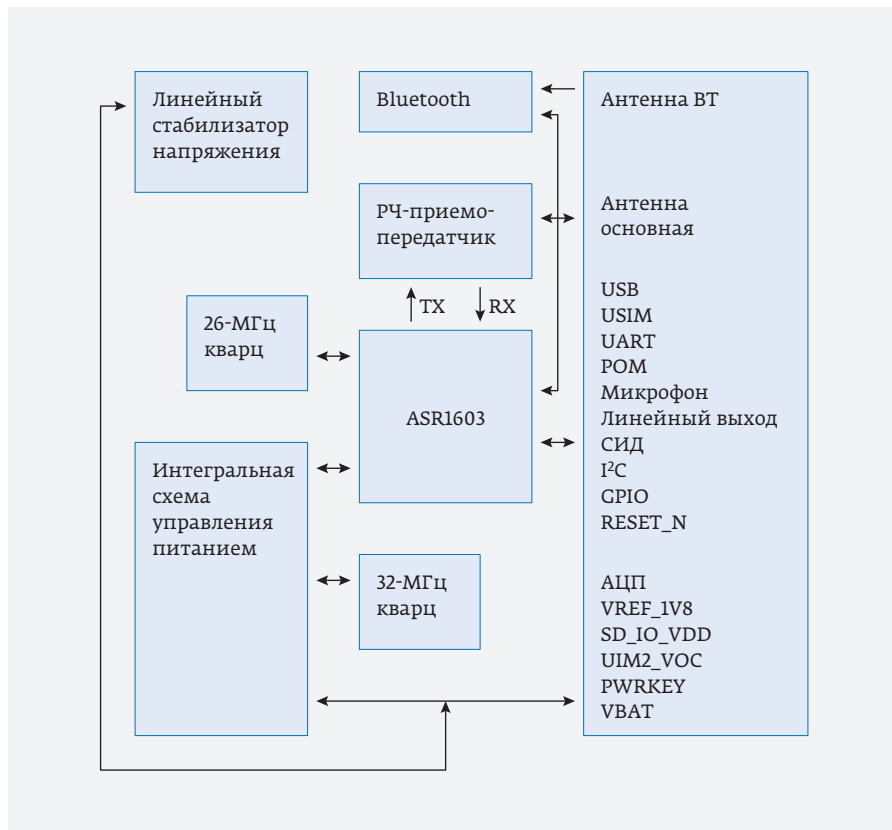 Линейный
стабилизатор
напряжения
Bluetooth
Антенна BT
РЧ-приемо-
передатчик
Антенна
основная
TX
RX
26-МГц
кварц
ASR1603
USB
USIM
UART
POM
Микрофон
Линейный выход
СИД
I²C
GPIO
RESET_N
Интегральная
схема
управления
питанием
32-МГц
кварц
АЦП
VREF_1V8
SD_IO_VDD
UIM2_VOC
PWRKEY
VBAT